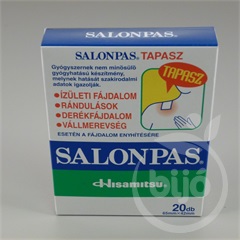 SALONPAS® TAPASZ
Gyógyszernek nem minősülő
gyógyhatású készítmény,
melynek hatását szakirodalmi
adatok igazolják.
TAPASZ
•ÍZÜLETI FÁJDALOM
•RÁNDULÁSOK
•DERÉKFÁJDALOM
•VÁLLMEREVSÉG
ESETÉN A FÁJDALOM ENYHÍTÉSÉRE
SALONPAS®
Hisamitsu®
20db
bijó